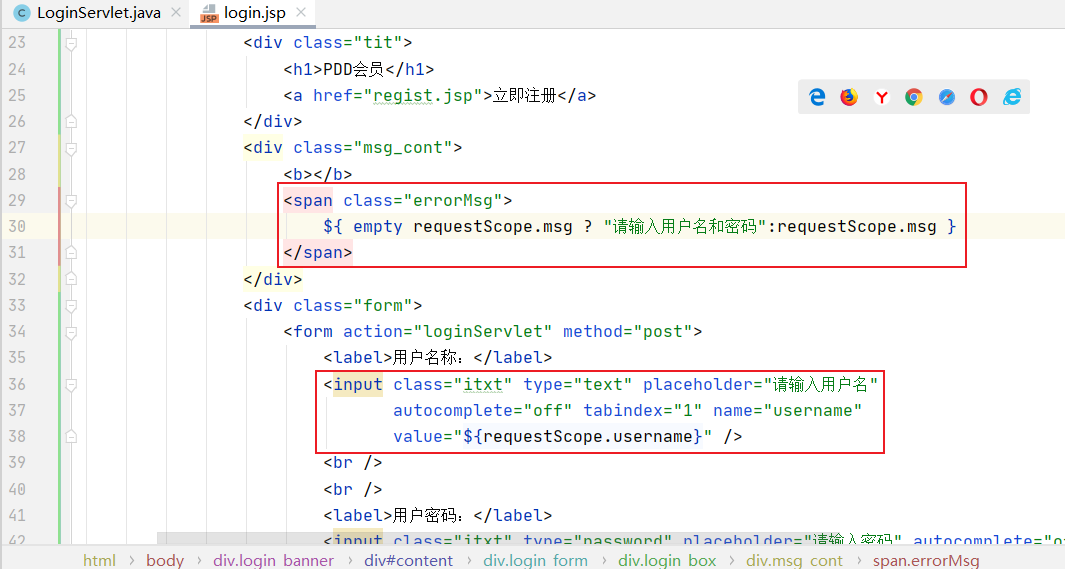 LoginServlet.java × login.jsp ×
23 <div class="tit">
24 <h1>PDD会员</h1>
25 <a href="regist.jsp">立即注册</a>
26 </div>
27 <div class="msg_cont">
28 <b></b>
29 <span class="errorMsg">
30 ${ empty requestScope.msg ? "请输入用户名和密码":requestScope.msg }
31 </span>
32 </div>
33 <div class="form">
34 <form action="loginServlet" method="post">
35 <label>用户名称：</label>
36 <input class="itxt" type="text" placeholder="请输入用户名"
37 autocomplete="off" tabindex="1" name="username"
38 value="${requestScope.username}" />
39 <br />
40 <br />
41 <label>用户密码：</label>
42 <input class="itxt" type="password" placeholder="请输入密码" autocomplete="o
html › body › div.login_banner › div#content › div.login_form › div.login_box › div.msg_cont › span.errorMsg